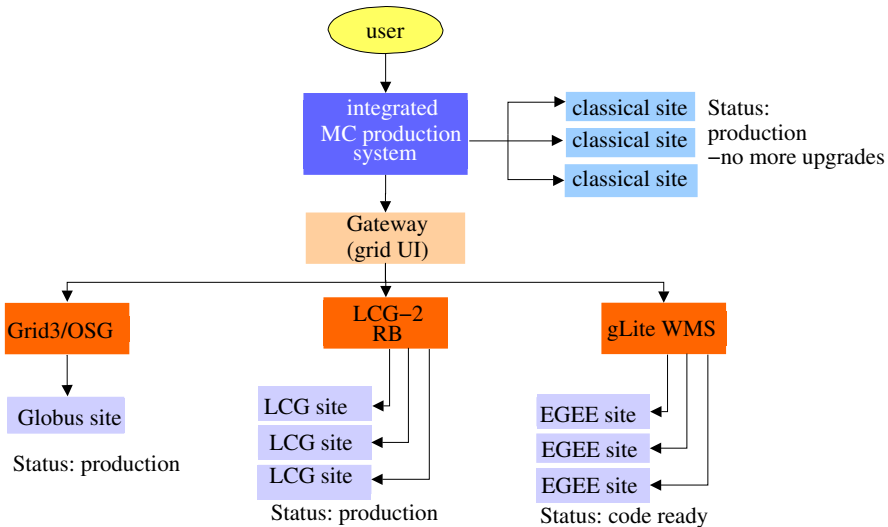 user
integrated
MC production
system
classical site
classical site
classical site
Status:
production
−no more upgrades
Gateway
(grid UI)
Grid3/OSG
LCG−2
RB
gLite WMS
Globus site
Status: production
LCG site
LCG site
LCG site
Status: production
EGEE site
EGEE site
EGEE site
Status: code ready